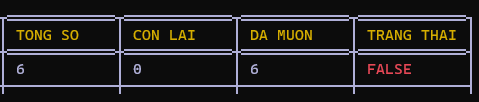 TONG SO CON LAI DA MUON TRANG THAI
6 0 6 FALSE